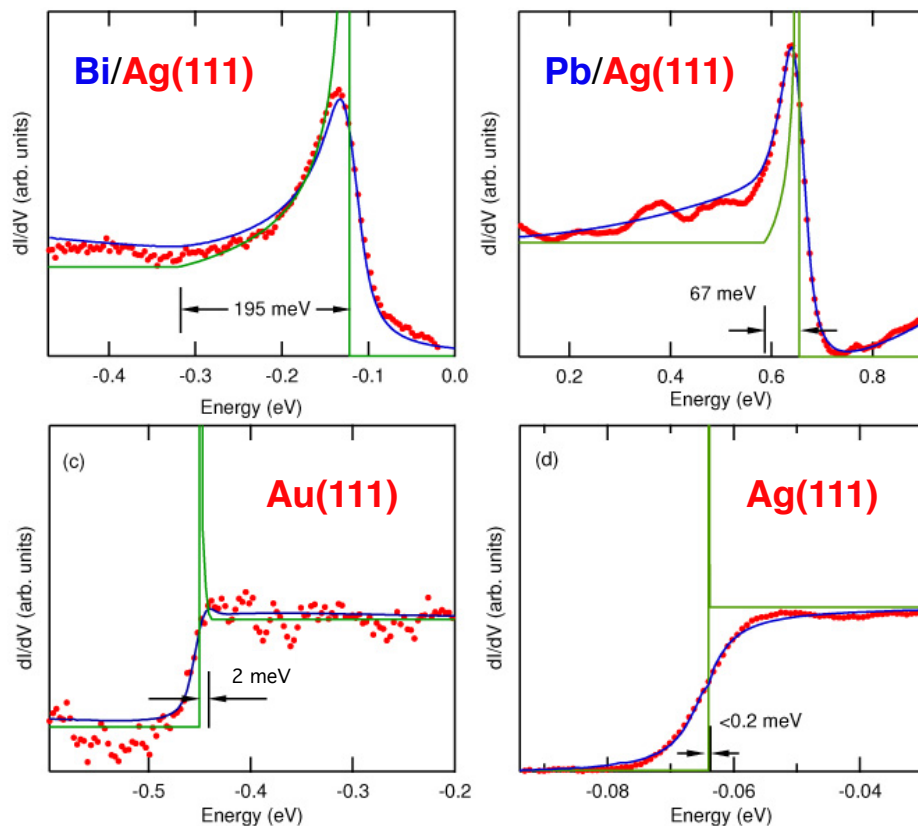 Bi/Ag(111)
dI/dV (arb. units)
195 meV
-0.4 -0.3 -0.2 -0.1 0.0
Energy (eV)
Pb/Ag(111)
dI/dV (arb. units)
67 meV
0.2 0.4 0.6 0.8
Energy (eV)
(c)
Au(111)
dI/dV (arb. units)
2 meV
-0.5 -0.4 -0.3 -0.2
Energy (eV)
(d)
Ag(111)
dI/dV (arb. units)
<0.2 meV
-0.08 -0.06 -0.04
Energy (eV)